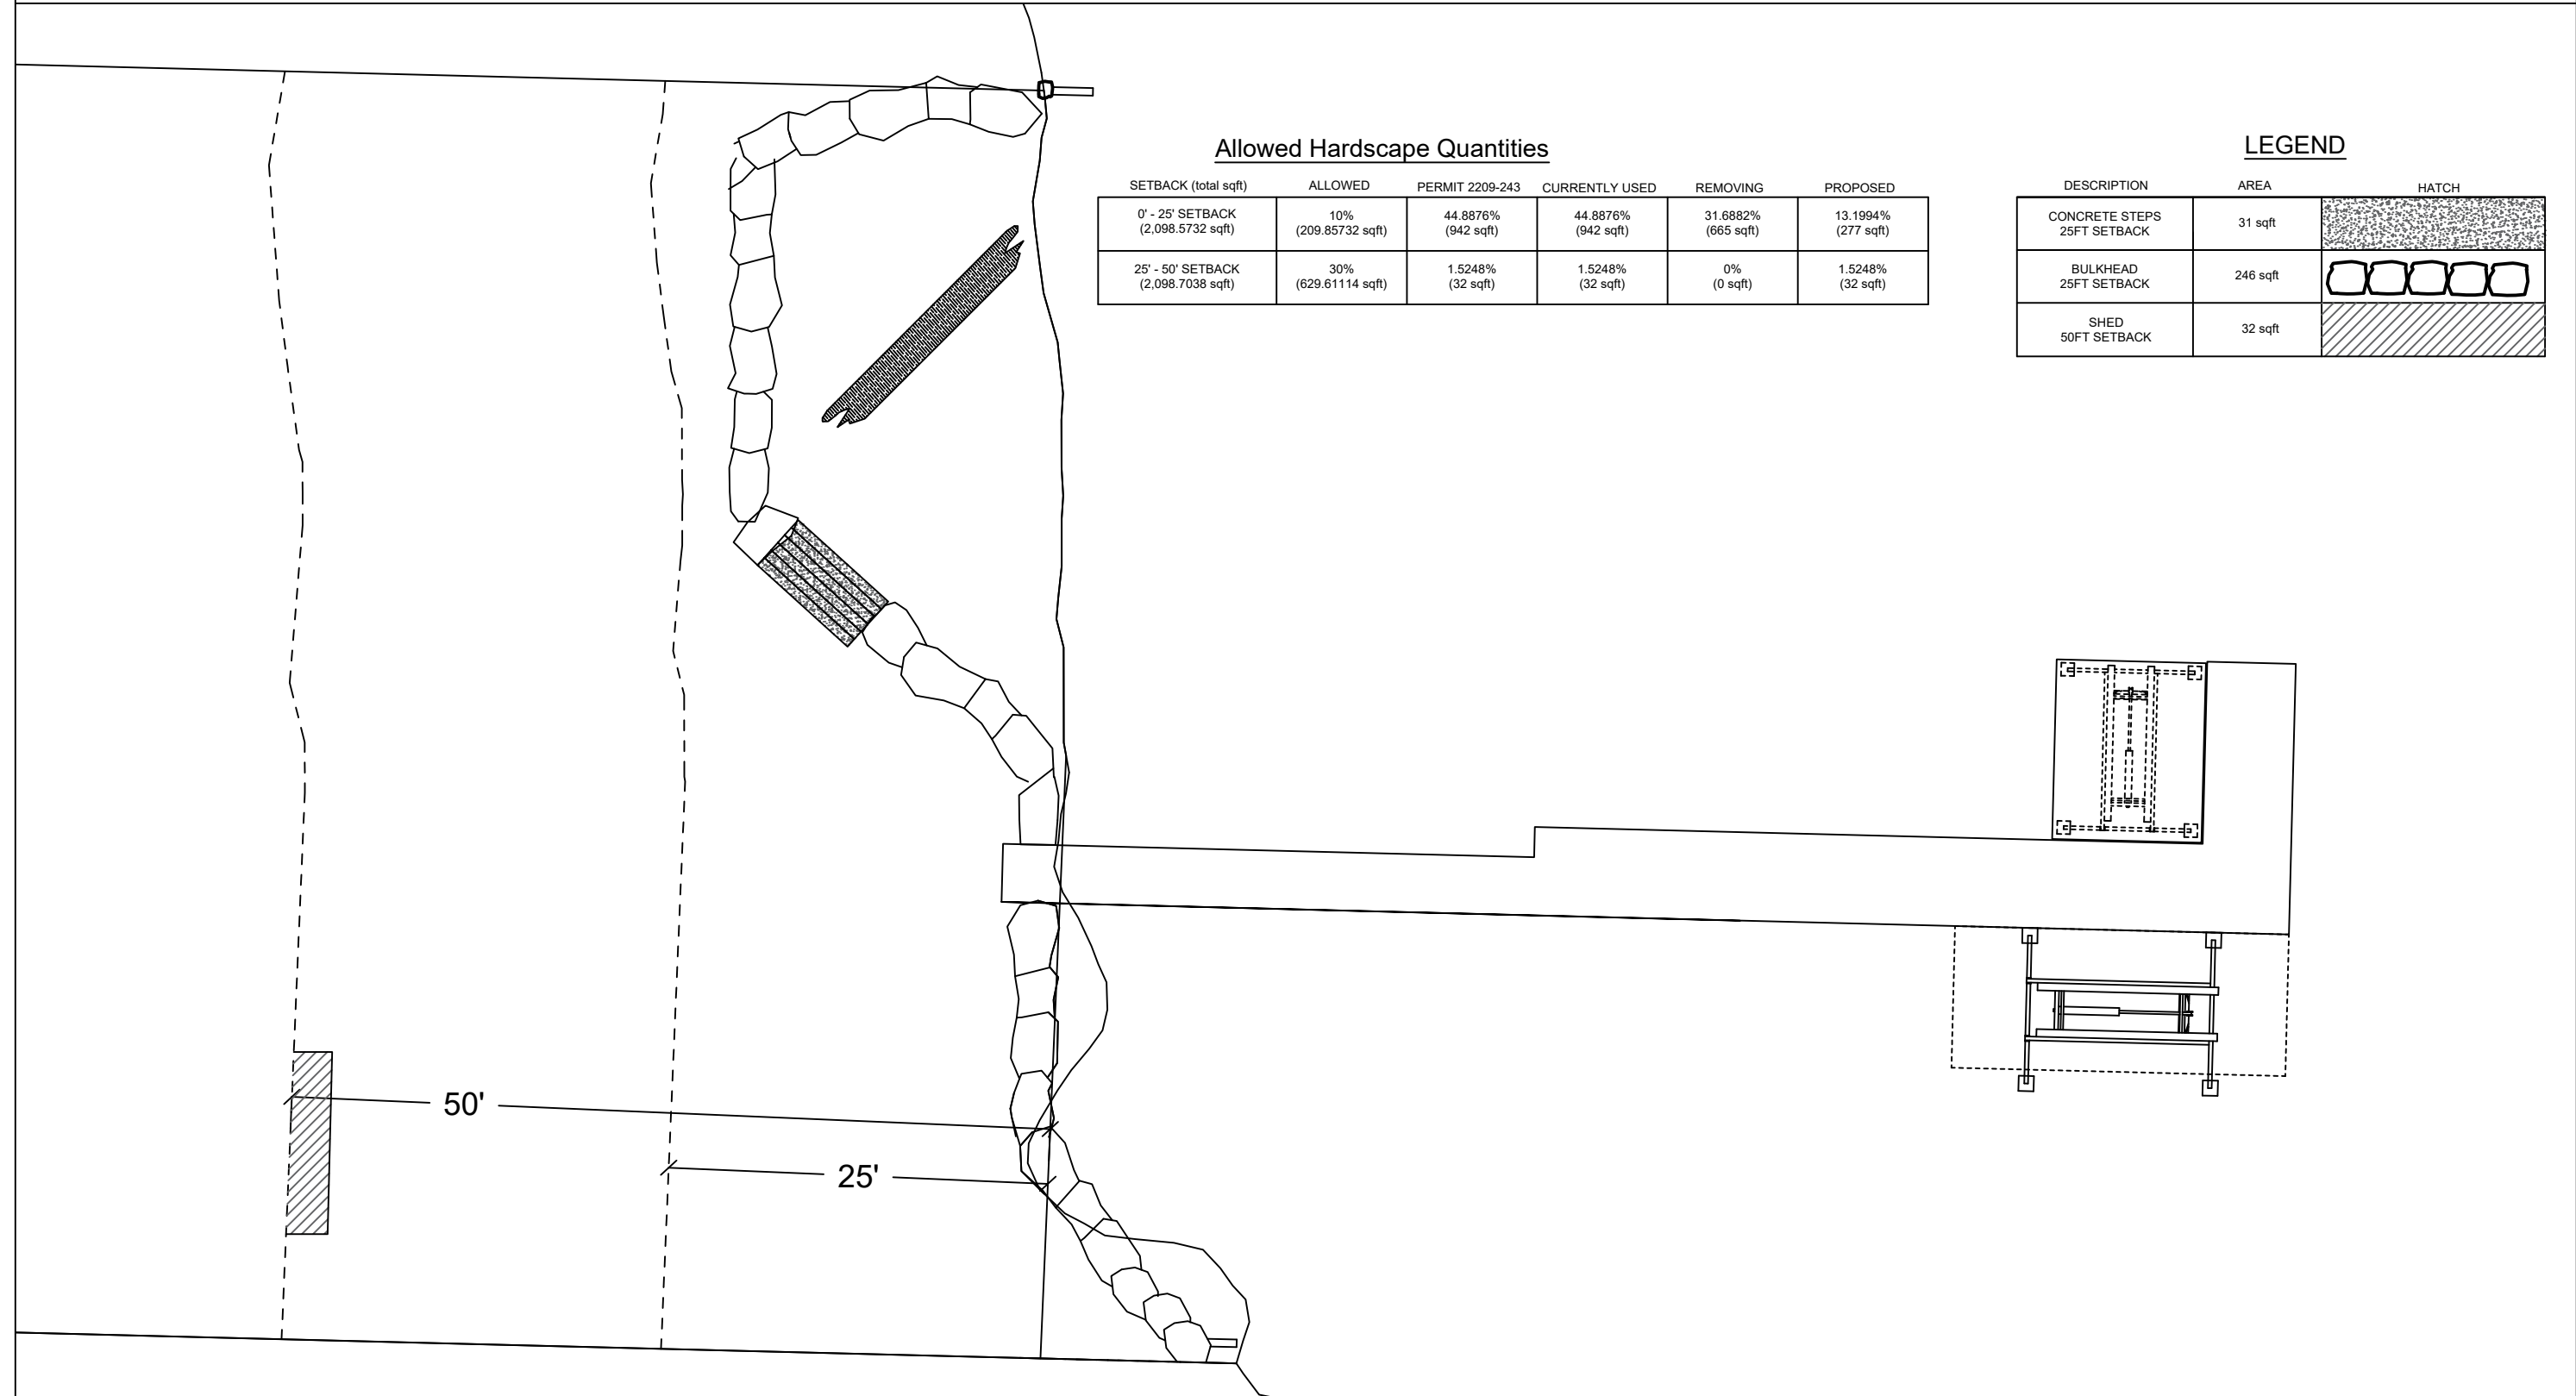 Allowed Hardscape Quantities
SETBACK (total sqft) ALLOWED PERMIT 2209-243 CURRENTLY USED REMOVING PROPOSED
0' - 25' SETBACK 10% 44.8876% 44.8876% 31.6882% 13.1994%
(2,098.5732 sqft) (209.85732 sqft) (942 sqft) (942 sqft) (665 sqft) (277 sqft)
25' - 50' SETBACK 30% 1.5248% 1.5248% 0% 1.5248%
(2,098.7038 sqft) (629.61114 sqft) (32 sqft) (32 sqft) (0 sqft) (32 sqft)
LEGEND
DESCRIPTION AREA HATCH
CONCRETE STEPS
25FT SETBACK
31 sqft
BULKHEAD
25FT SETBACK
246 sqft
SHED
50FT SETBACK
32 sqft
50'
25'